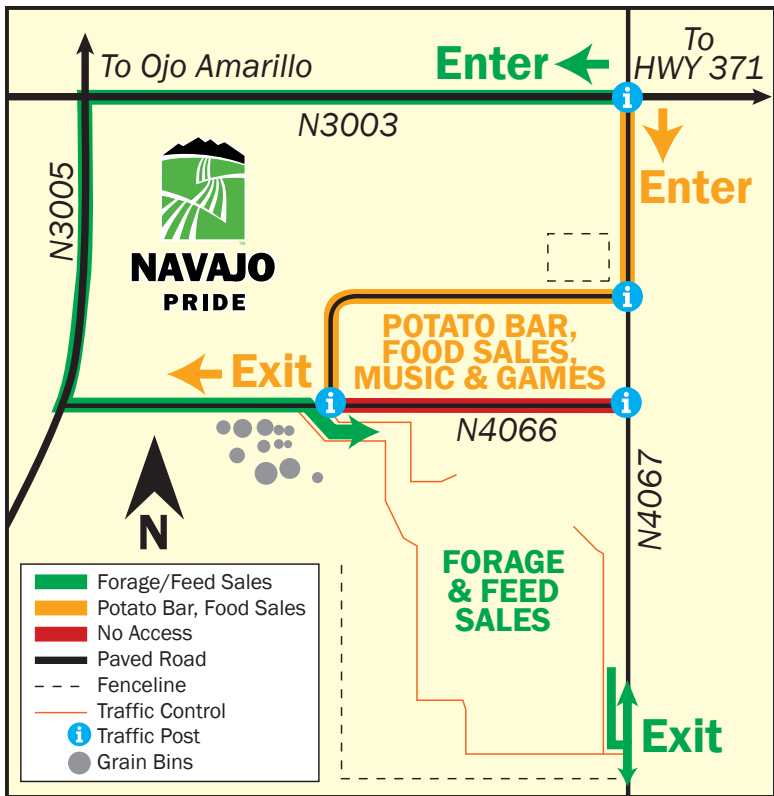 To Ojo Amarillo
Enter
To
HWY 371
N3003
Enter
N3005
NAVAJO
PRIDE
POTATO BAR,
FOOD SALES,
MUSIC & GAMES
Exit
N4066
N4067
N
FORAGE
& FEED
SALES
Exit
Forage/Feed Sales
Potato Bar, Food Sales
No Access
Paved Road
Fenceline
Traffic Control
i Traffic Post
Grain Bins
i
i
i
i